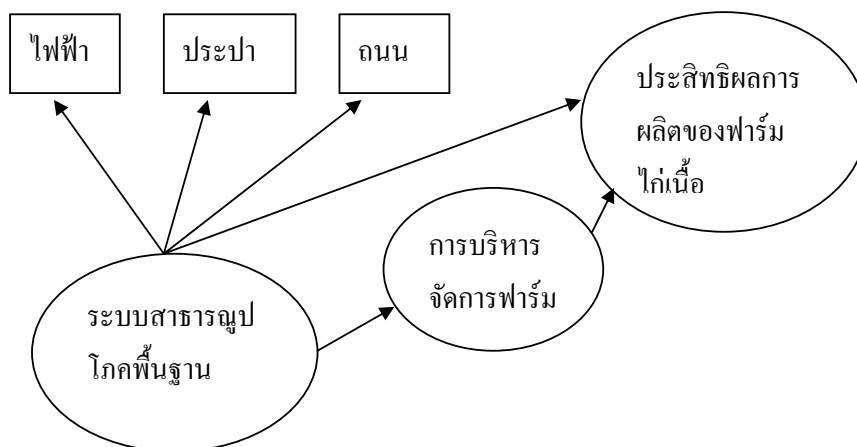 ไฟฟ้า
ประปา
ถนน
ประสิทธิผลการ
ผลิตของฟาร์ม
ไก่เนื้อ
การบริหาร
จัดการฟาร์ม
ระบบสาธารณูป
โภคพื้นฐาน